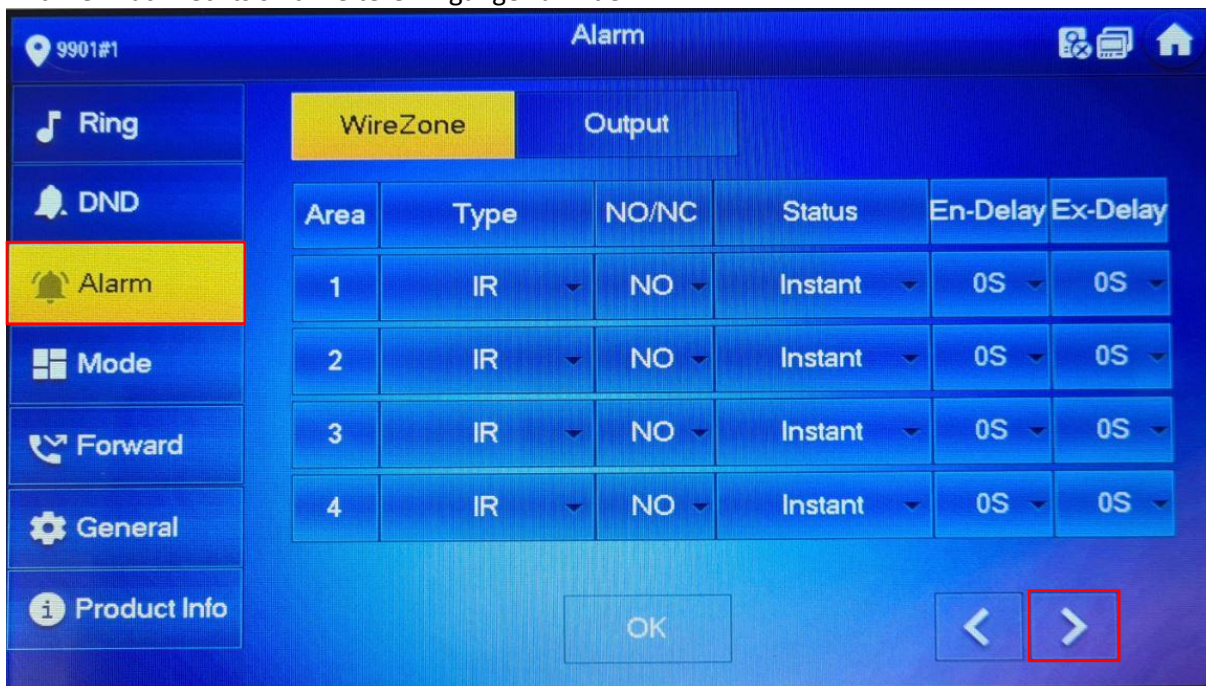 9901#1
Alarm
Ring
DND
Alarm
Mode
Forward
General
Product Info
WireZone Output
Area Type NO/NC Status En-Delay Ex-Delay
1 IR NO Instant 0S 0S
2 IR NO Instant 0S 0S
3 IR NO Instant 0S 0S
4 IR NO Instant 0S 0S
OK